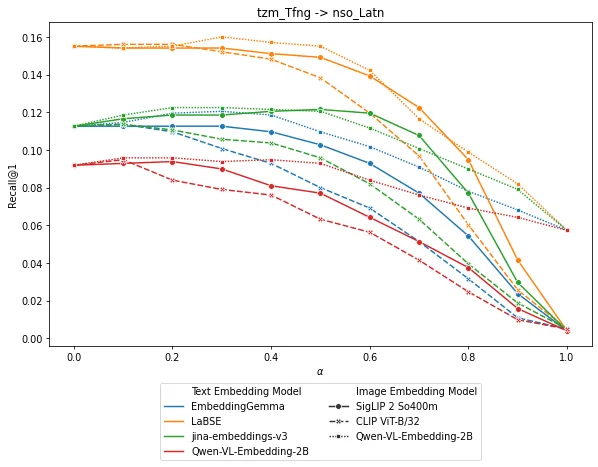 tzm_Tfng -> nso_Latn
0.16
0.14
0.12
0.10
0.08
0.06
0.04
0.02
0.00
Recall@1
0.0 0.2 0.4 0.6 0.8 1.0
α
Text Embedding Model Image Embedding Model
EmbeddingGemma SigLIP 2 So400m
LaBSE CLIP ViT-B/32
jina-embeddings-v3 Qwen-VL-Embedding-2B
Qwen-VL-Embedding-2B